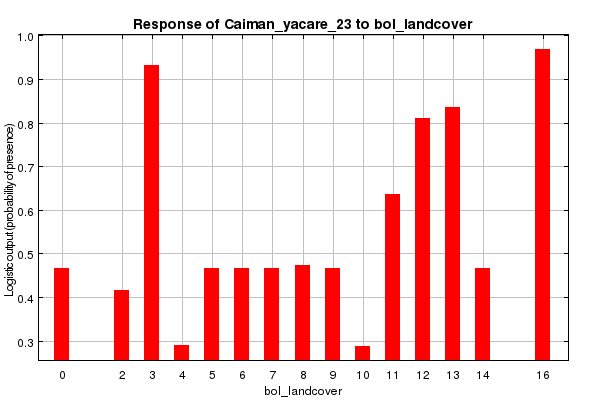 Response of Caiman_yacare_23 to bol_landcover
Logistic output (probability of presence)
1.0
0.9
0.8
0.7
0.6
0.5
0.4
0.3
0 2 3 4 5 6 7 8 9 10 11 12 13 14 16
bol_landcover